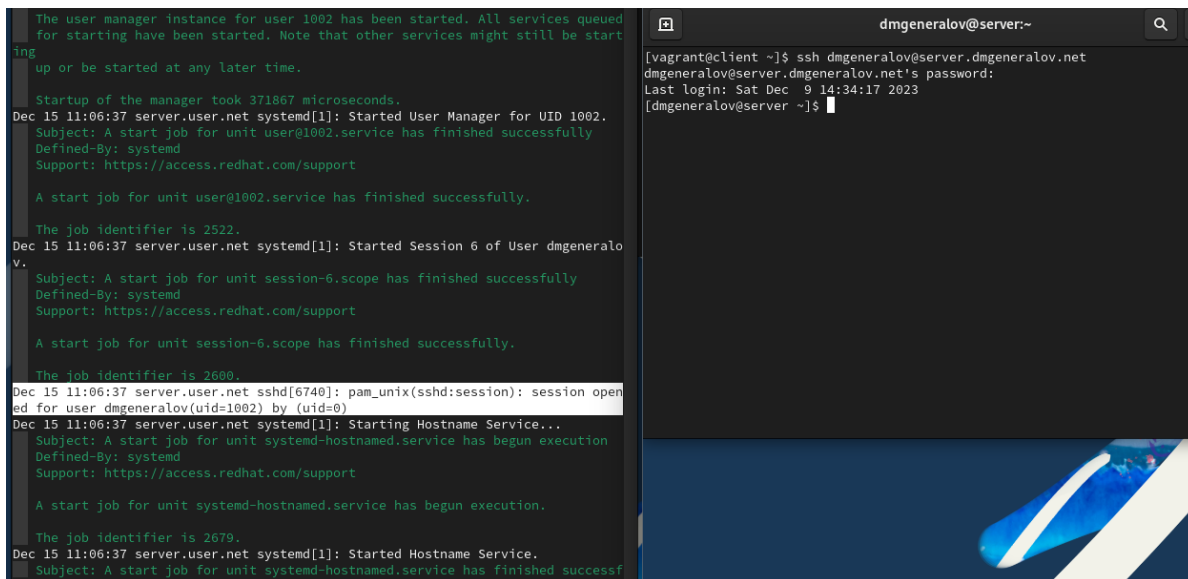 The user manager instance for user 1002 has been started. All services queued
for starting have been started. Note that other services might still be start
ing
up or be started at any later time.
Startup of the manager took 371867 microseconds.
Dec 15 11:06:37 server.user.net systemd[1]: Started User Manager for UID 1002.
Subject: A start job for unit user@1002.service has finished successfully
Defined-By: systemd
Support: https://access.redhat.com/support
A start job for unit user@1002.service has finished successfully.
The job identifier is 2522.
Dec 15 11:06:37 server.user.net systemd[1]: Started Session 6 of User dmgeneralo
v.
Subject: A start job for unit session-6.scope has finished successfully
Defined-By: systemd
Support: https://access.redhat.com/support
A start job for unit session-6.scope has finished successfully.
The job identifier is 2600.
Dec 15 11:06:37 server.user.net sshd[6740]: pam_unix(sshd:session): session open
ed for user dmgeneralov(uid=1002) by (uid=0)
Dec 15 11:06:37 server.user.net systemd[1]: Starting Hostname Service...
Subject: A start job for unit systemd-hostnamed.service has begun execution
Defined-By: systemd
Support: https://access.redhat.com/support
A start job for unit systemd-hostnamed.service has begun execution.
The job identifier is 2679.
Dec 15 11:06:37 server.user.net systemd[1]: Started Hostname Service.
Subject: A start job for unit systemd-hostnamed.service has finished successf
dmgeneralov@server:~
[vagrant@client ~]$ ssh dmgeneralov@server.dmgeneralov.net
dmgeneralov@server.dmgeneralov.net's password:
Last login: Sat Dec  9 14:34:17 2023
[dmgeneralov@server ~]$